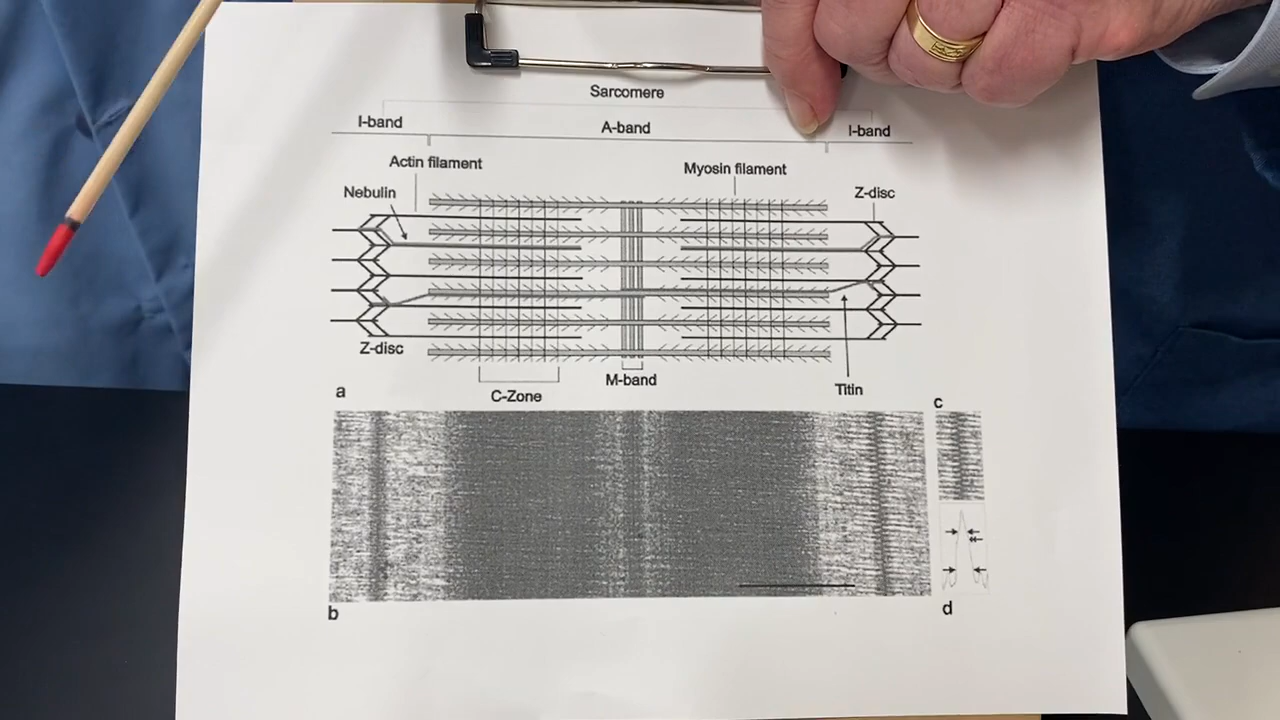 Sarcomere
I-band
A-band
I-band
Actin filament
Myosin filament
Nebulin
Z-disc
Z-disc
M-band
Titin
C-Zone
a
c
b
d